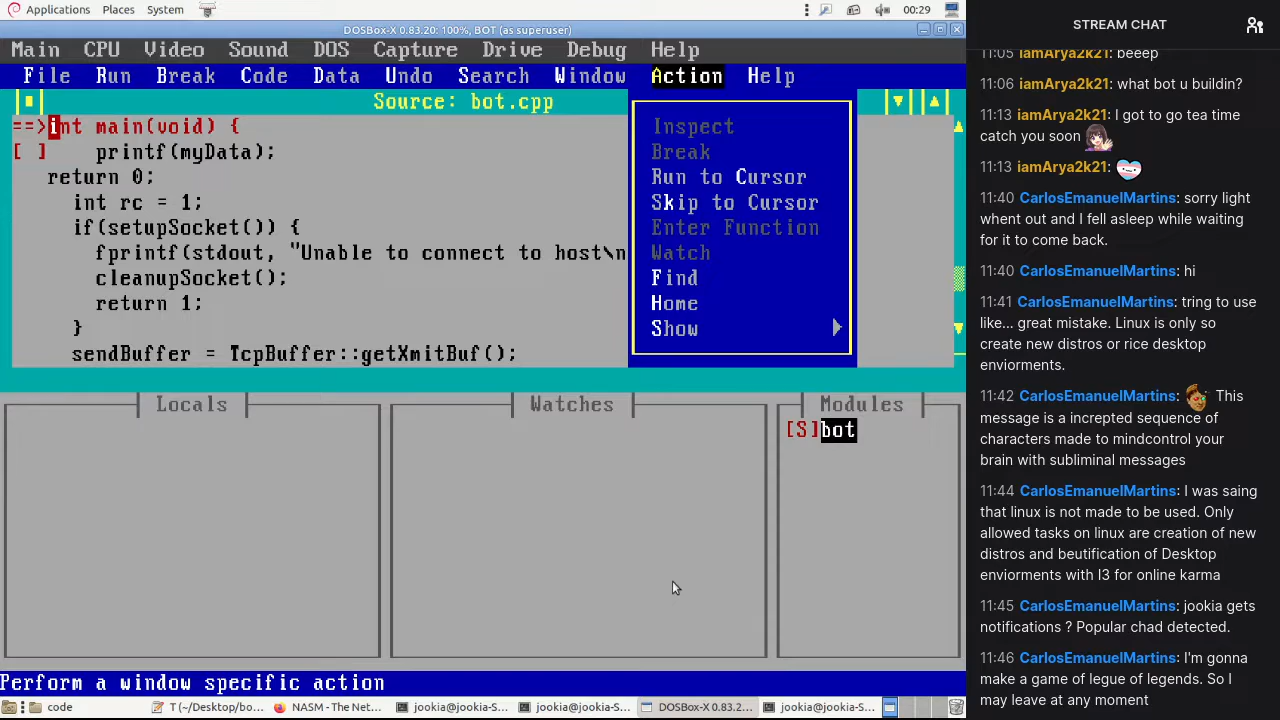 Applications Places System 00:29
DOSBox-X 0.83.20: 100%, BOT (as superuser)
Main CPU Video Sound DOS Capture Drive Debug Help
File Run Break Code Data Undo Search Window Action Help
Source: bot.cpp
==>int main(void) {
[ ] printf(myData);
return 0;
int rc = 1;
if(setupSocket()) {
fprintf(stdout, "Unable to connect to host\n
cleanupSocket();
return 1;
}
sendBuffer = TcpBuffer::getXmitBuf();
Inspect
Break
Run to Cursor
Skip to Cursor
Enter Function
Watch
Find
Home
Show
Locals
Watches
Modules
[S]bot
Perform a window specific action
code T (~/Desktop/bo... NASM - The Net... jookia@jookia-S... jookia@jookia-S... DOSBox-X 0.83.2... jookia@jookia-S...
STREAM CHAT
11:05 iamArya2k21: beeep
11:06 iamArya2k21: what bot u buildin?
11:13 iamArya2k21: I got to go tea time
catch you soon
11:13 iamArya2k21:
11:40 CarlosEmanuelMartins: sorry light
whent out and I fell asleep while waiting
for it to come back.
11:40 CarlosEmanuelMartins: hi
11:41 CarlosEmanuelMartins: tring to use
like... great mistake. Linux is only so
create new distros or rice desktop
enviorments.
11:42 CarlosEmanuelMartins: This
message is a increpted sequence of
characters made to mindcontrol your
brain with subliminal messages
11:44 CarlosEmanuelMartins: I was saing
that linux is not made to be used. Only
allowed tasks on linux are creation of new
distros and beutification of Desktop
enviorments with I3 for online karma
11:45 CarlosEmanuelMartins: jookia gets
notifications ? Popular chad detected.
11:46 CarlosEmanuelMartins: I'm gonna
make a game of legue of legends. So I
may leave at any moment